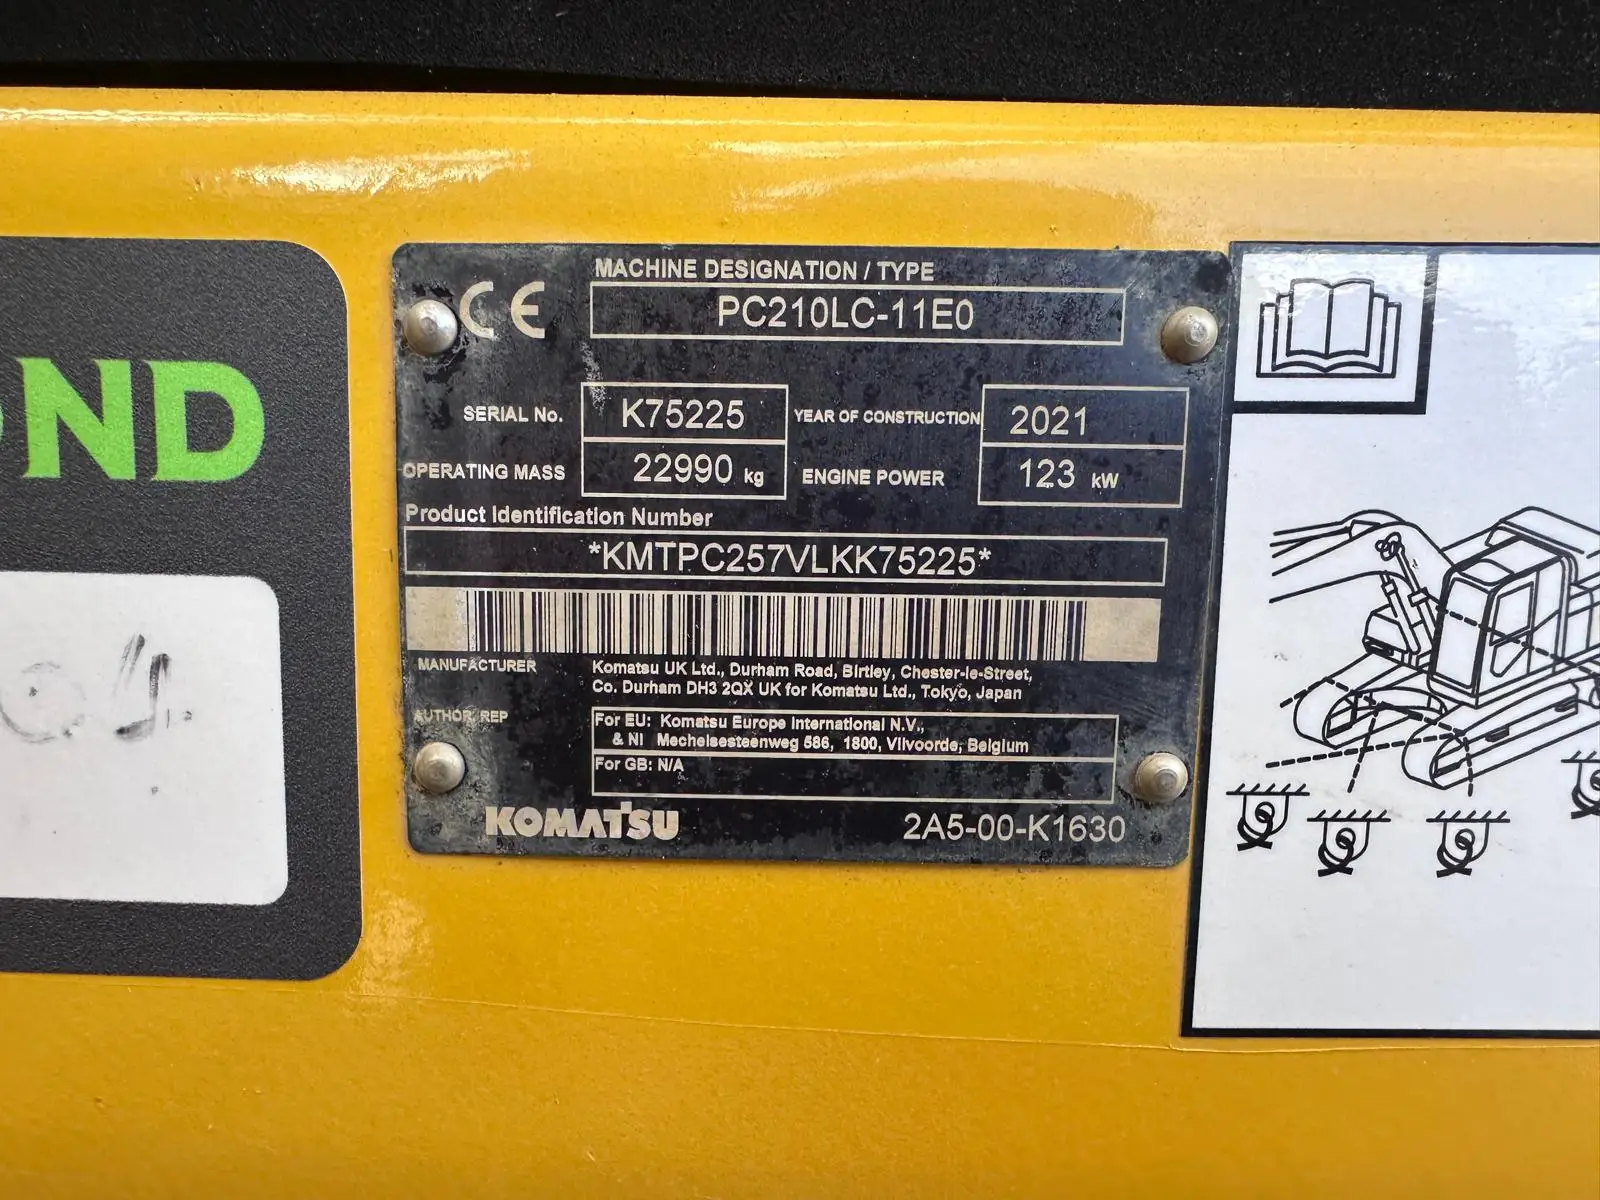 ND
CE
MACHINE DESIGNATION / TYPE
PC210LC-11E0
SERIAL No.
K75225
YEAR OF CONSTRUCTION
2021
OPERATING MASS
22990 kg
ENGINE POWER
123 kW
Product Identification Number
*KMTPC257VLKK75225*
MANUFACTURER
Komatsu UK Ltd., Durham Road, Birtley, Chester-le-Street,
Co. Durham DH3 2QX UK for Komatsu Ltd., Tokyo, Japan
AUTHOR. REP
For EU: Komatsu Europe International N.V.,
& NI Mechelsesteenweg 586, 1800, Vilvoorde, Belgium
For GB: N/A
KOMATSU
2A5-00-K1630